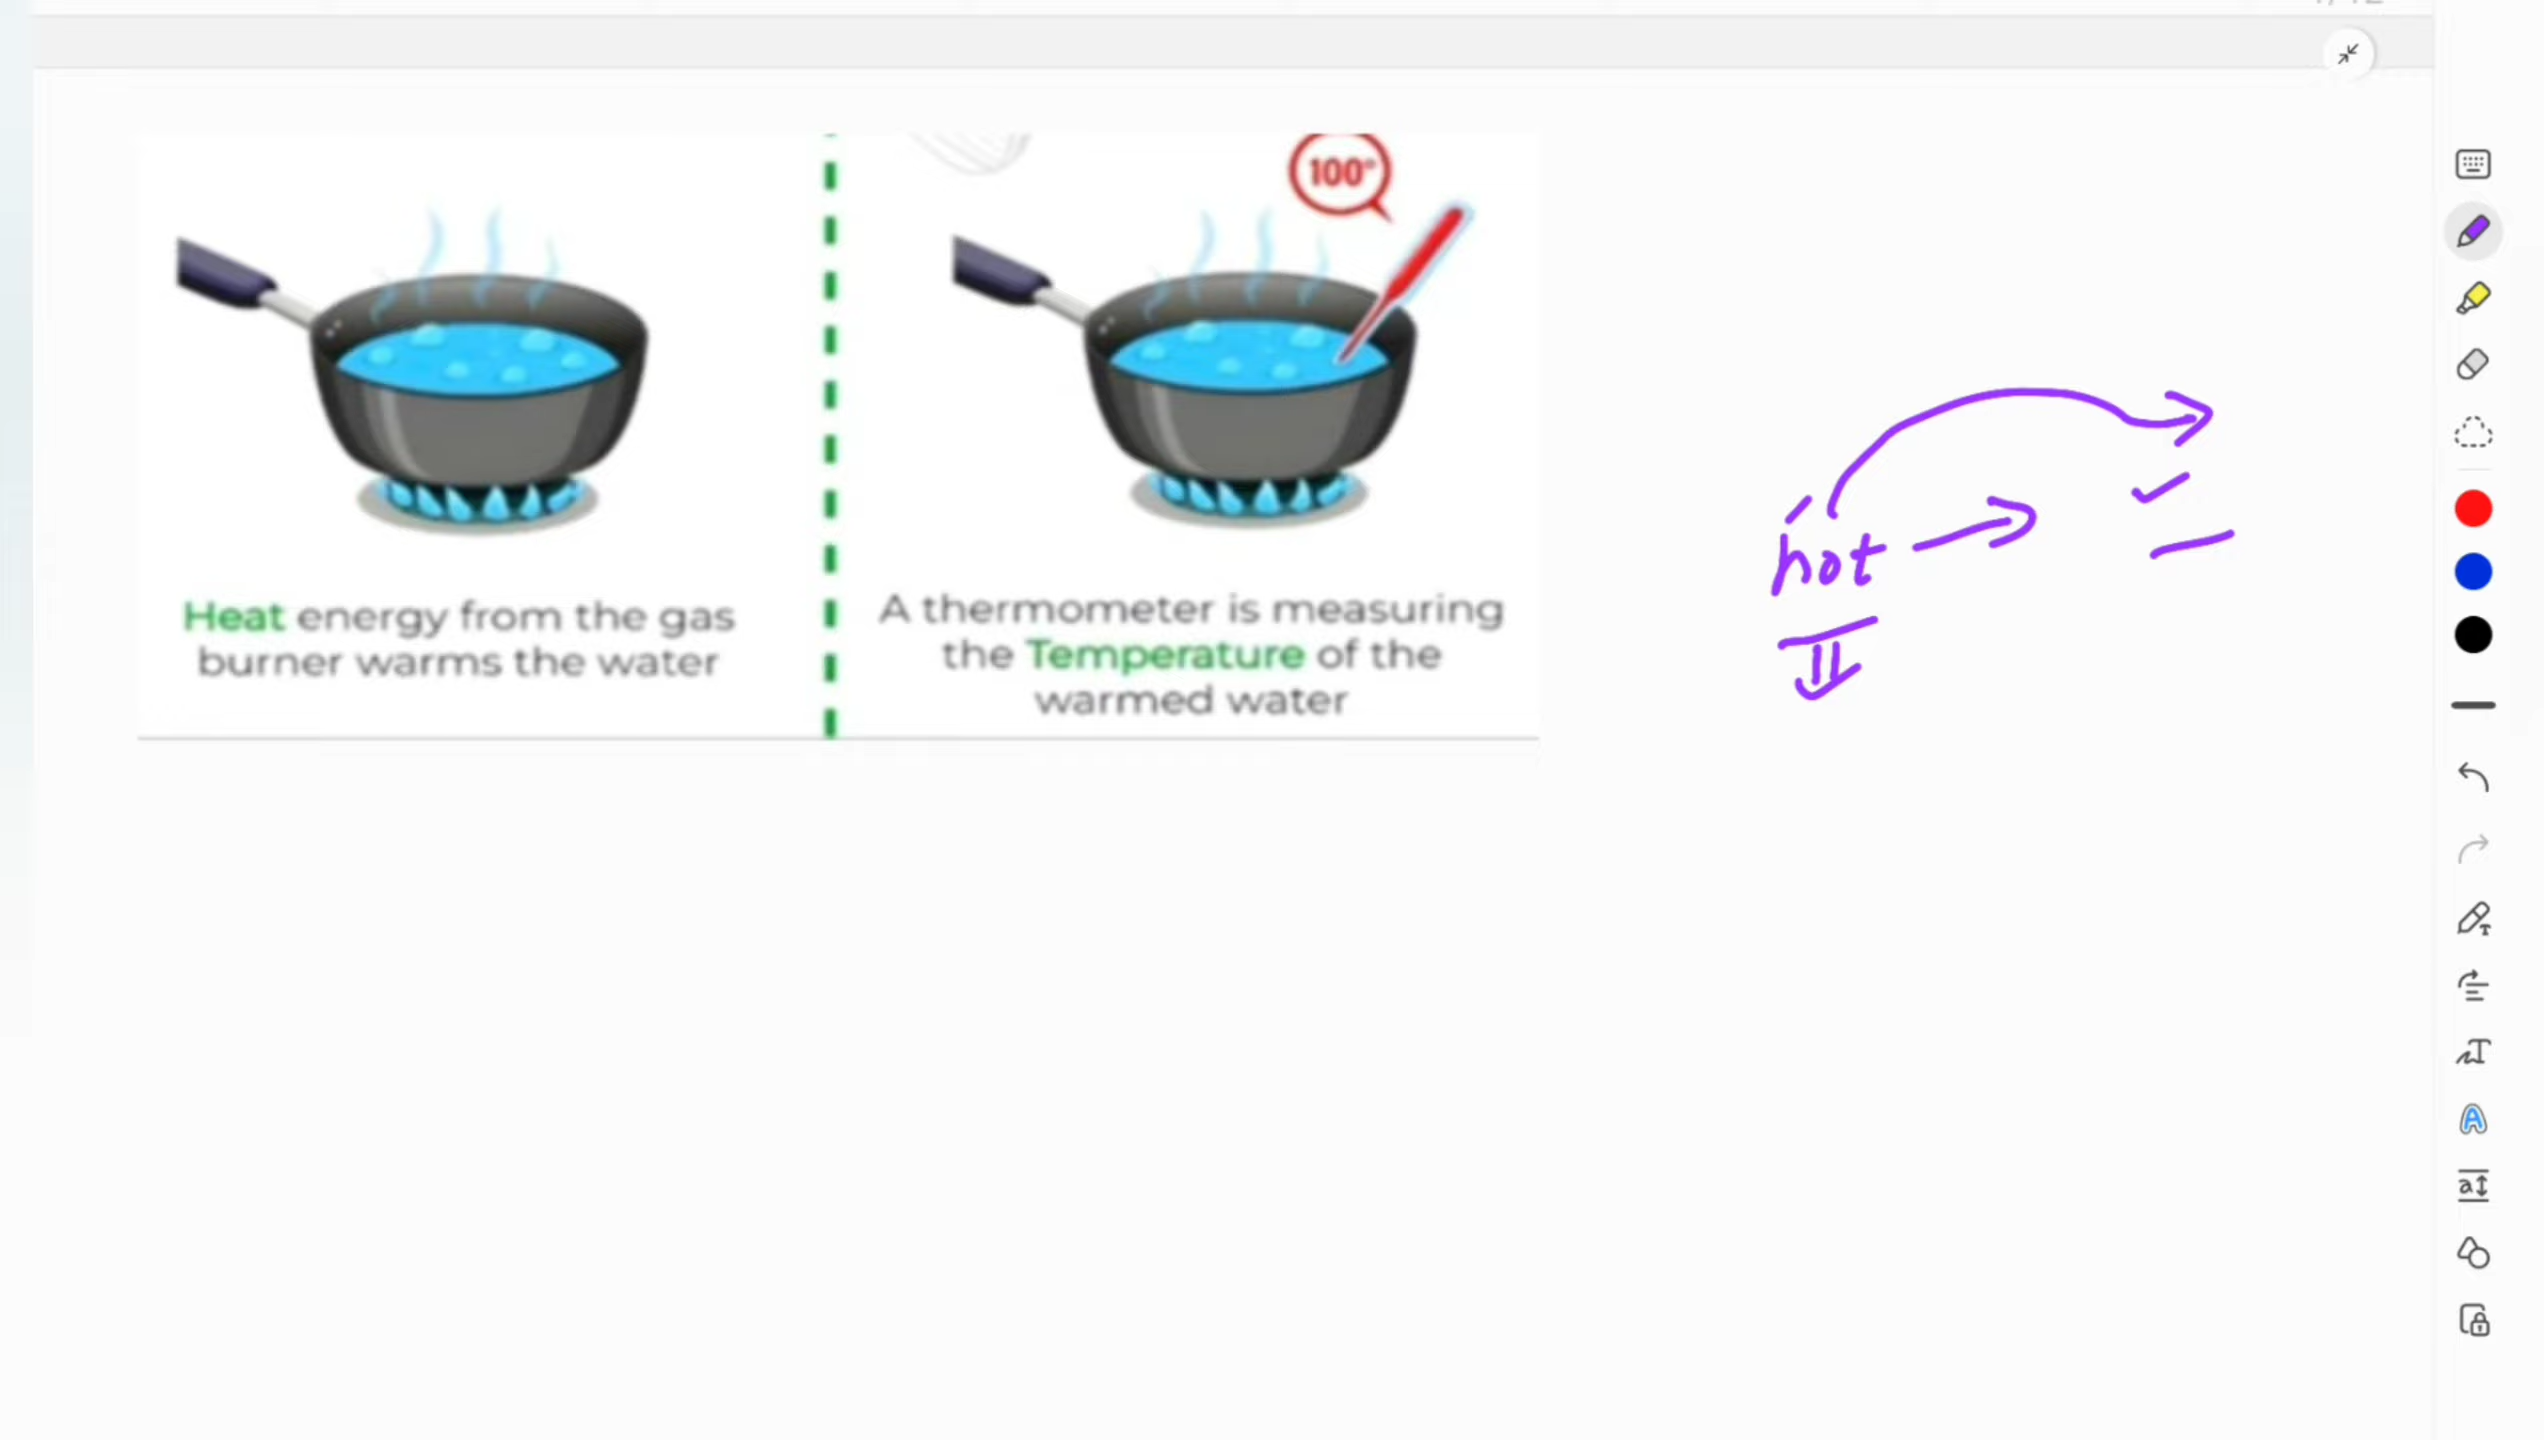 100°
Heat energy from the gas
burner warms the water
A thermometer is measuring
the Temperature of the
warmed water
hot